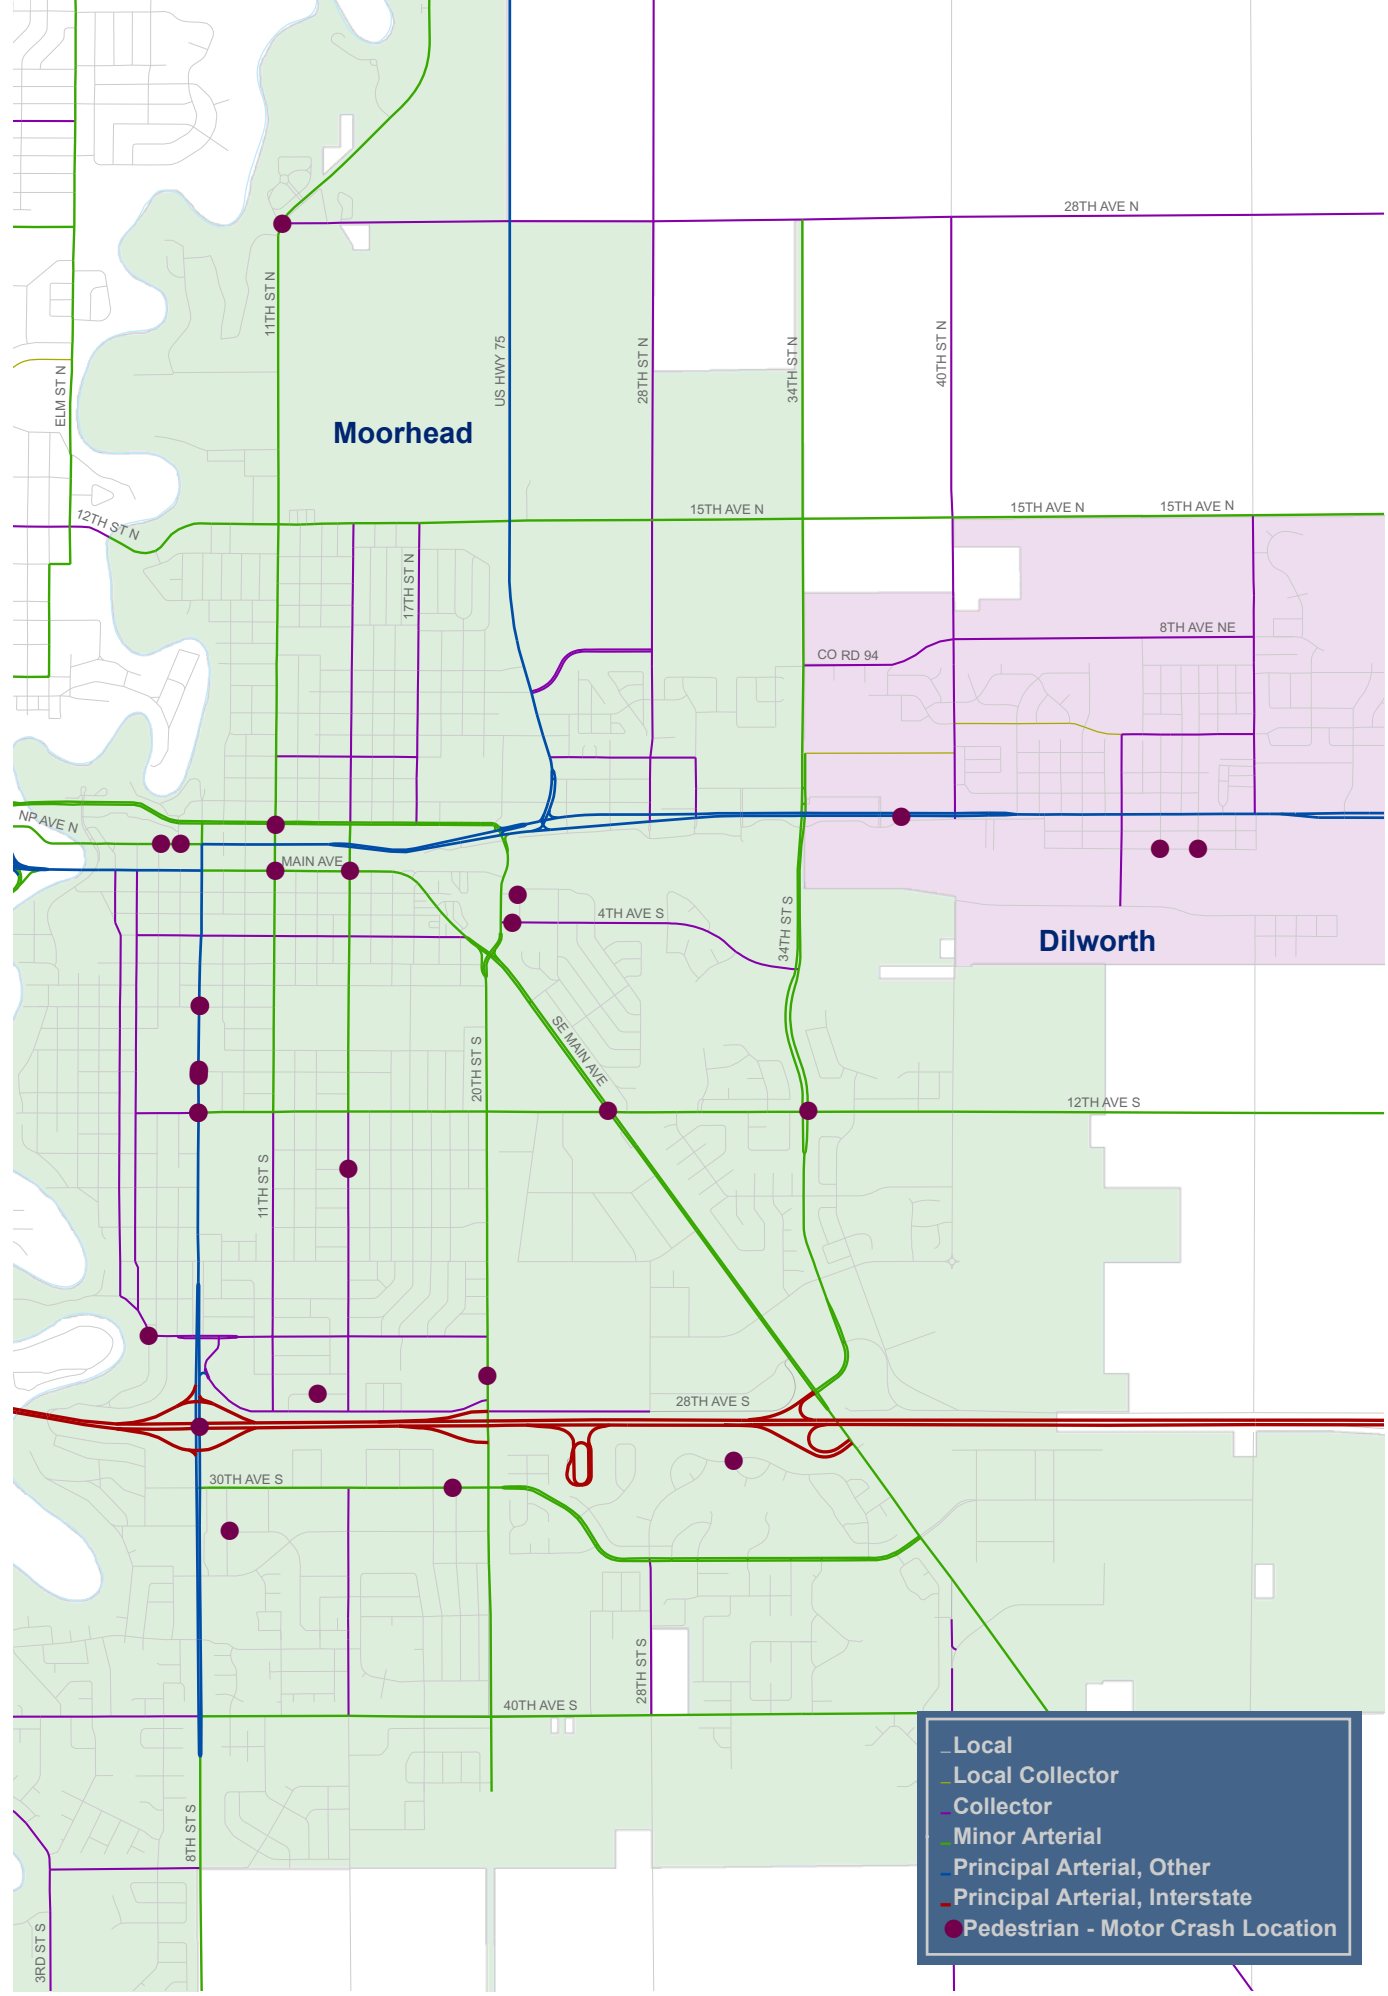 28TH AVE N
11TH ST N
US HWY 75
28TH ST N
34TH ST N
40TH ST N
ELM ST N
Moorhead
12TH ST N
15TH AVE N
15TH AVE N
15TH AVE N
17TH ST N
8TH AVE NE
CO RD 94
NP AVE N
MAIN AVE
4TH AVE S
34TH ST S
Dilworth
SE MAIN AVE
20TH ST S
12TH AVE S
11TH ST S
28TH AVE S
30TH AVE S
28TH ST S
40TH AVE S
8TH ST S
3RD ST S
Local
Local Collector
Collector
Minor Arterial
Principal Arterial, Other
Principal Arterial, Interstate
Pedestrian - Motor Crash Location